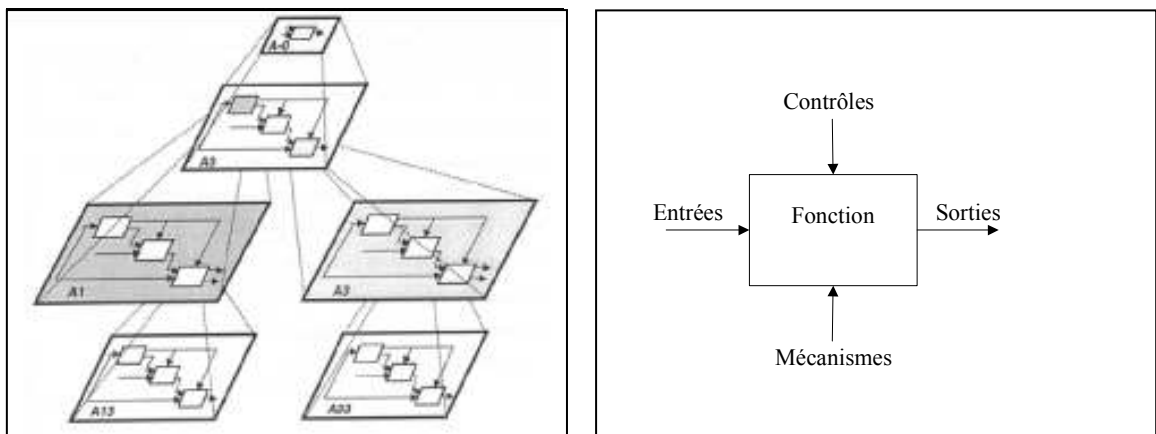 A-0
A0
A1
A3
A13
A33
Contrôles
Entrées
Fonction
Sorties
Mécanismes